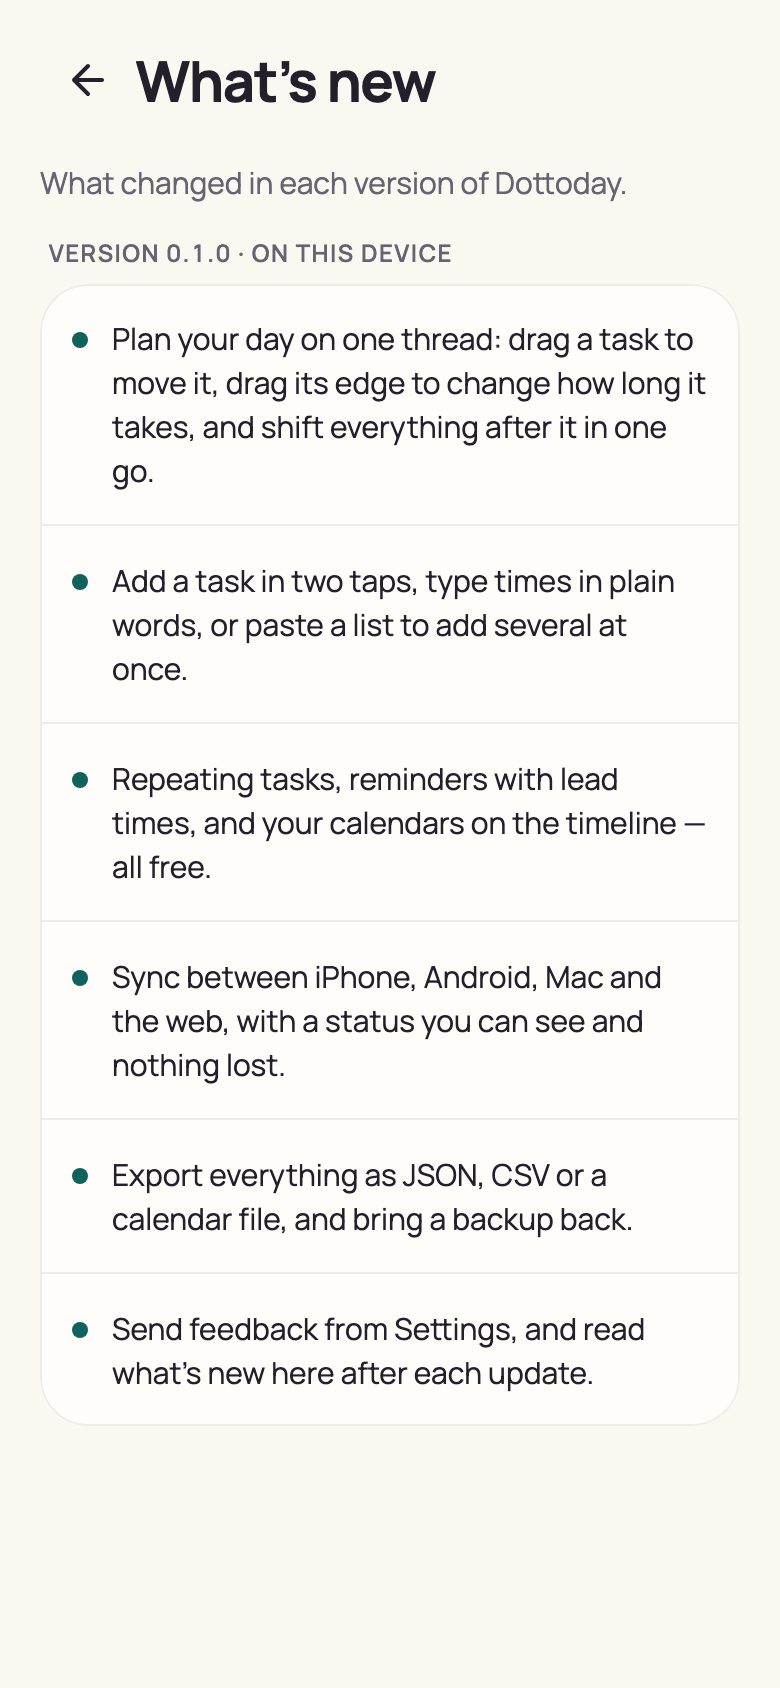 What’s new
What changed in each version of Dottoday.
VERSION 0.1.0 · ON THIS DEVICE
Plan your day on one thread: drag a task to
move it, drag its edge to change how long it
takes, and shift everything after it in one
go.
Add a task in two taps, type times in plain
words, or paste a list to add several at
once.
Repeating tasks, reminders with lead
times, and your calendars on the timeline —
all free.
Sync between iPhone, Android, Mac and
the web, with a status you can see and
nothing lost.
Export everything as JSON, CSV or a
calendar file, and bring a backup back.
Send feedback from Settings, and read
what’s new here after each update.